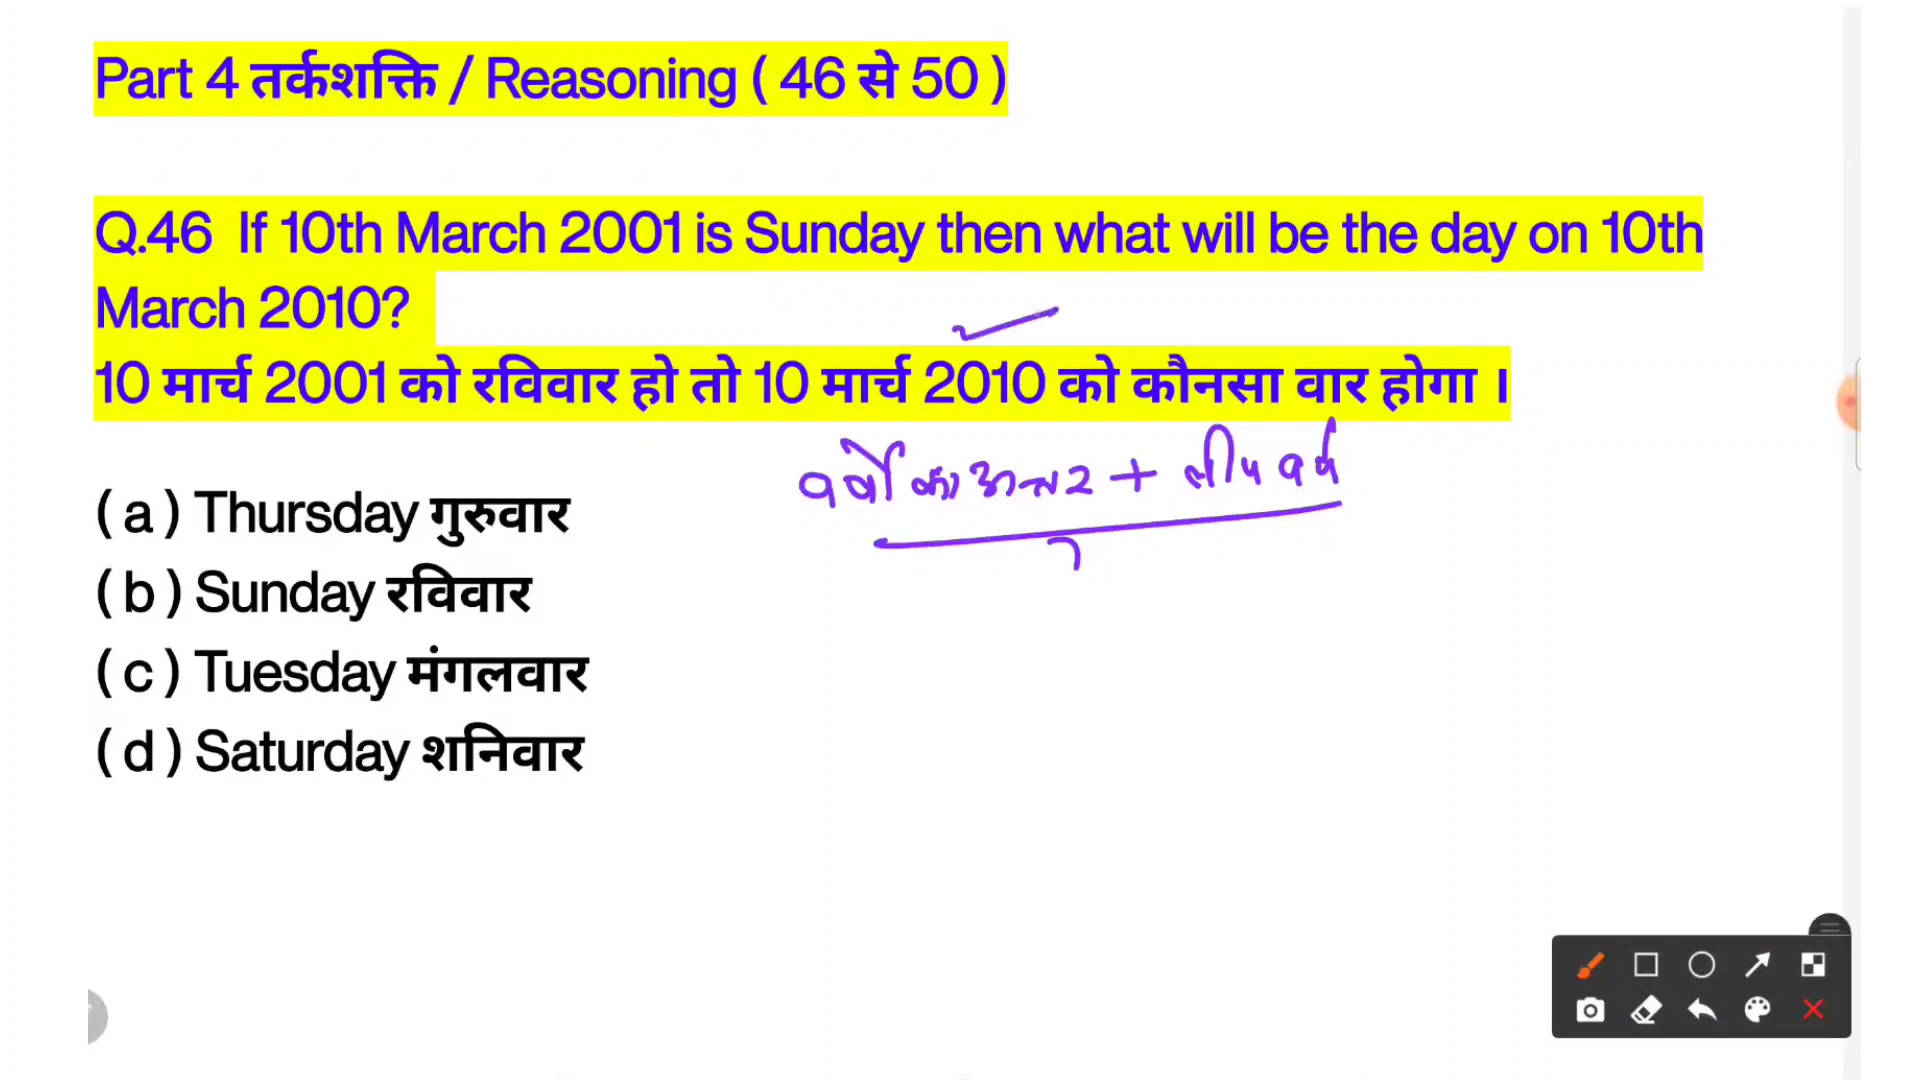 Part 4 तर्कशक्ति / Reasoning ( 46 से 50 )
Q.46 If 10th March 2001 is Sunday then what will be the day on 10th
March 2010?
10 मार्च 2001 को रविवार हो तो 10 मार्च 2010 को कौनसा वार होगा ।
वर्षो का अन्तर + लीप वर्ष
7
( a ) Thursday गुरुवार
( b ) Sunday रविवार
( c ) Tuesday मंगलवार
( d ) Saturday शनिवार